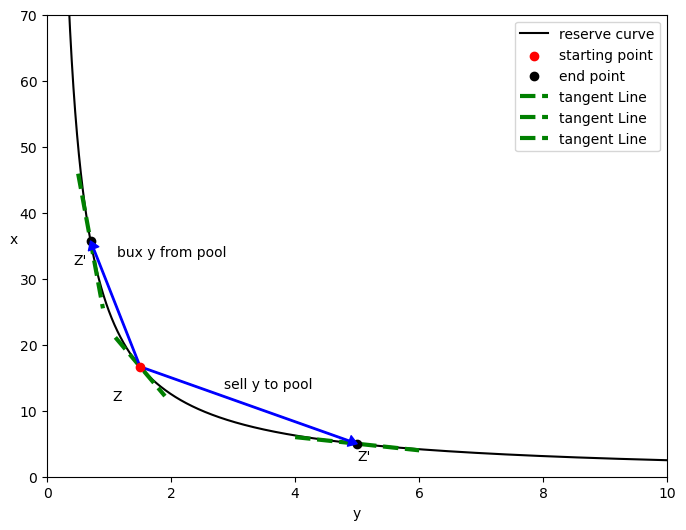 70
60
50
40
30
20
10
0
x
reserve curve
starting point
end point
tangent Line
tangent Line
tangent Line
bux y from pool
Z'
sell y to pool
Z
Z'
0
2
4
6
8
10
y